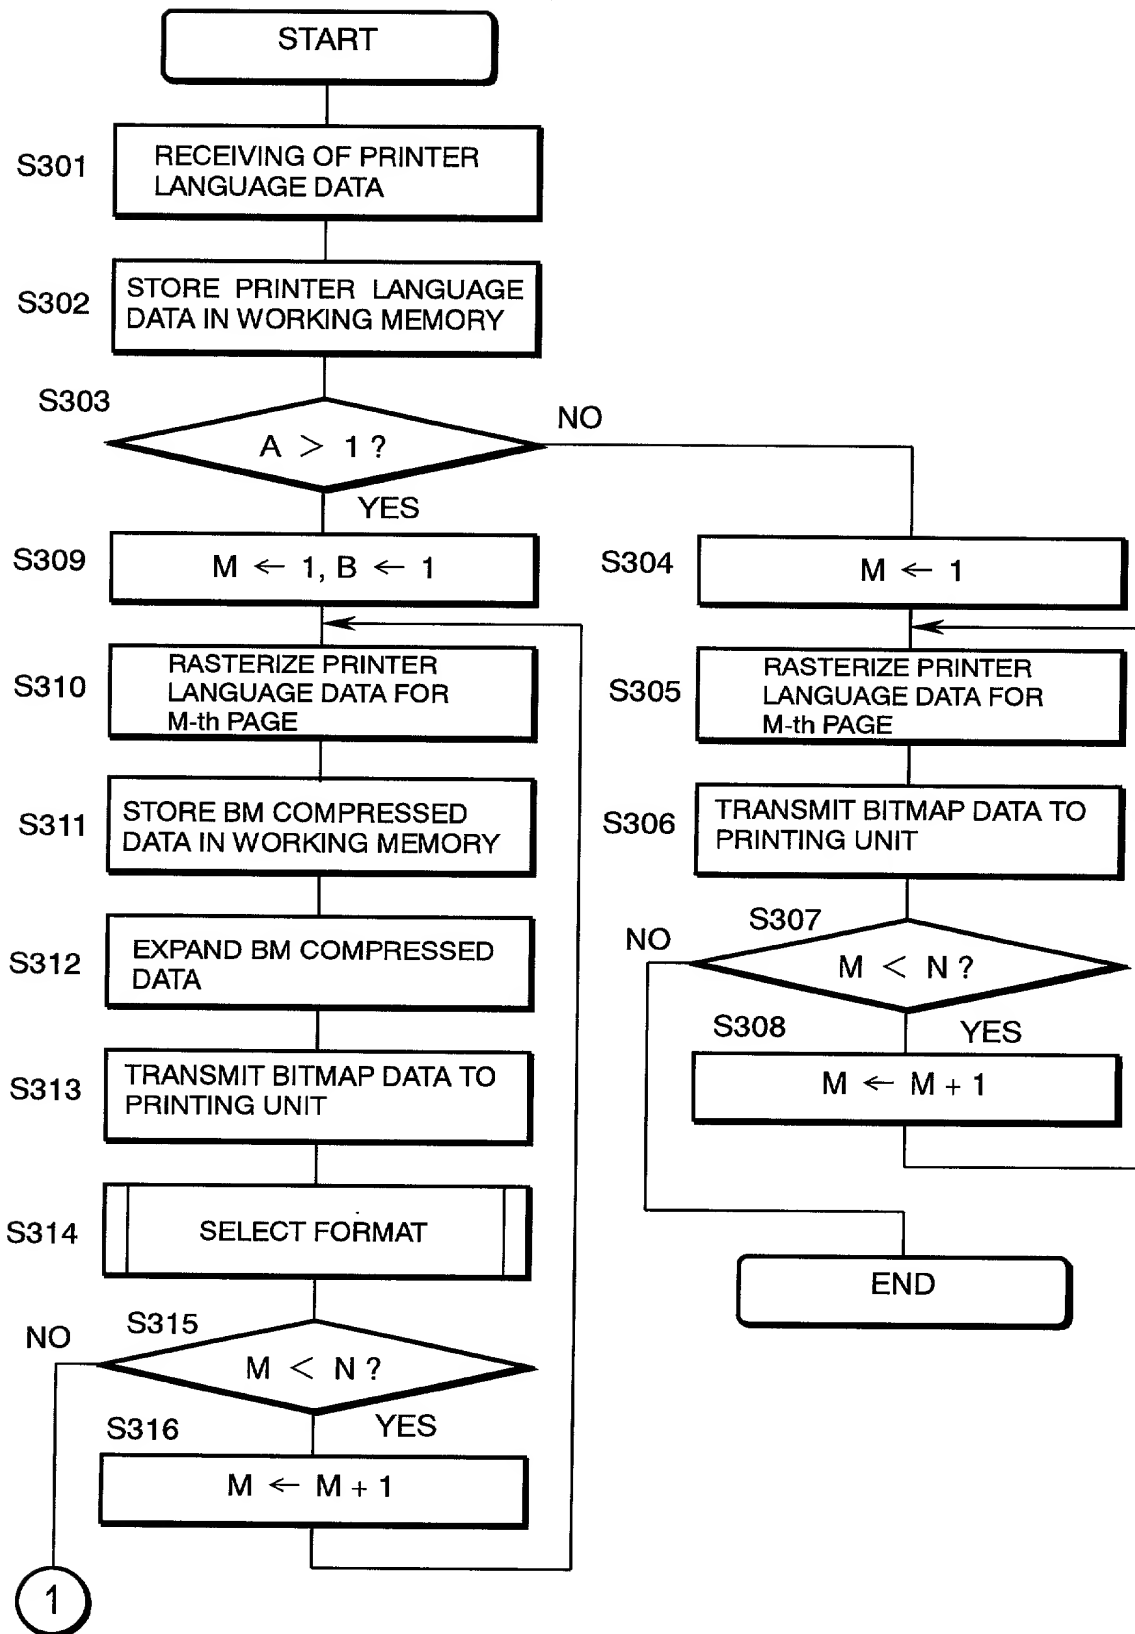 START
S301
RECEIVING OF PRINTER
LANGUAGE DATA
S302
STORE PRINTER LANGUAGE
DATA IN WORKING MEMORY
S303
A > 1 ?
NO
YES
S309
M ← 1, B ← 1
S310
RASTERIZE PRINTER
LANGUAGE DATA FOR
M-th PAGE
S311
STORE BM COMPRESSED
DATA IN WORKING MEMORY
S312
EXPAND BM COMPRESSED
DATA
S313
TRANSMIT BITMAP DATA TO
PRINTING UNIT
S314
SELECT FORMAT
S315
NO
M < N ?
YES
S316
M ← M + 1
1
S304
M ← 1
S305
RASTERIZE PRINTER
LANGUAGE DATA FOR
M-th PAGE
S306
TRANSMIT BITMAP DATA TO
PRINTING UNIT
S307
NO
M < N ?
S308
YES
M ← M + 1
END